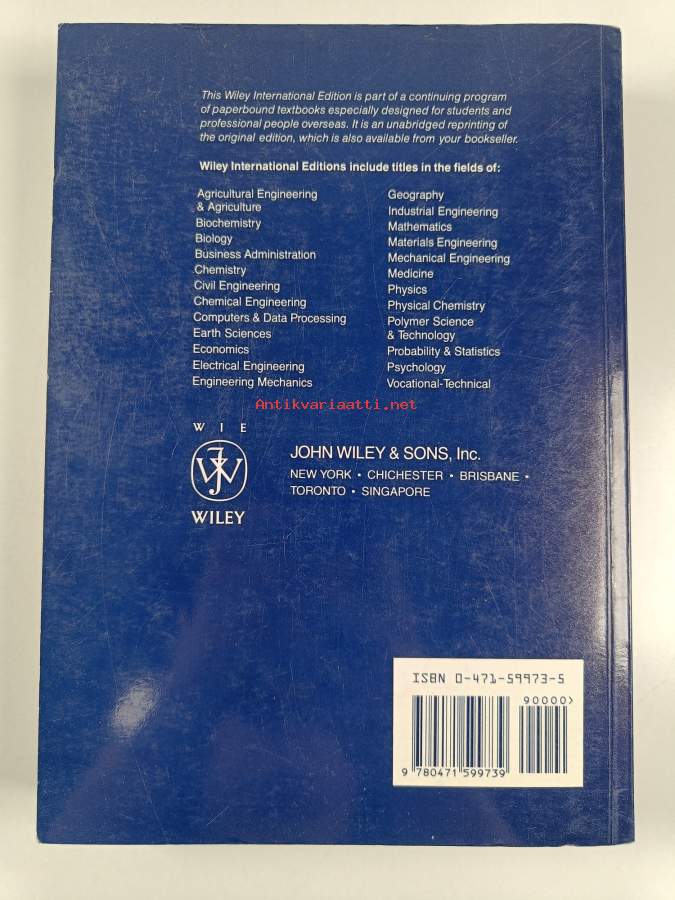 This Wiley International Edition is part of a continuing program
of paperbound textbooks especially designed for students and
professional people overseas. It is an unabridged reprinting of
the original edition, which is also available from your bookseller.
Wiley International Editions include titles in the fields of:
Agricultural Engineering
& Agriculture
Biochemistry
Biology
Business Administration
Chemistry
Civil Engineering
Chemical Engineering
Computers & Data Processing
Earth Sciences
Economics
Electrical Engineering
Engineering Mechanics
Geography
Industrial Engineering
Mathematics
Materials Engineering
Mechanical Engineering
Medicine
Physics
Physical Chemistry
Polymer Science
& Technology
Probability & Statistics
Psychology
Vocational-Technical
Antikvariaatti.net
W I E
JW
WILEY
JOHN WILEY & SONS, Inc.
NEW YORK • CHICHESTER • BRISBANE •
TORONTO • SINGAPORE
ISBN 0-471-59973-5
90000>
9 780471 599739